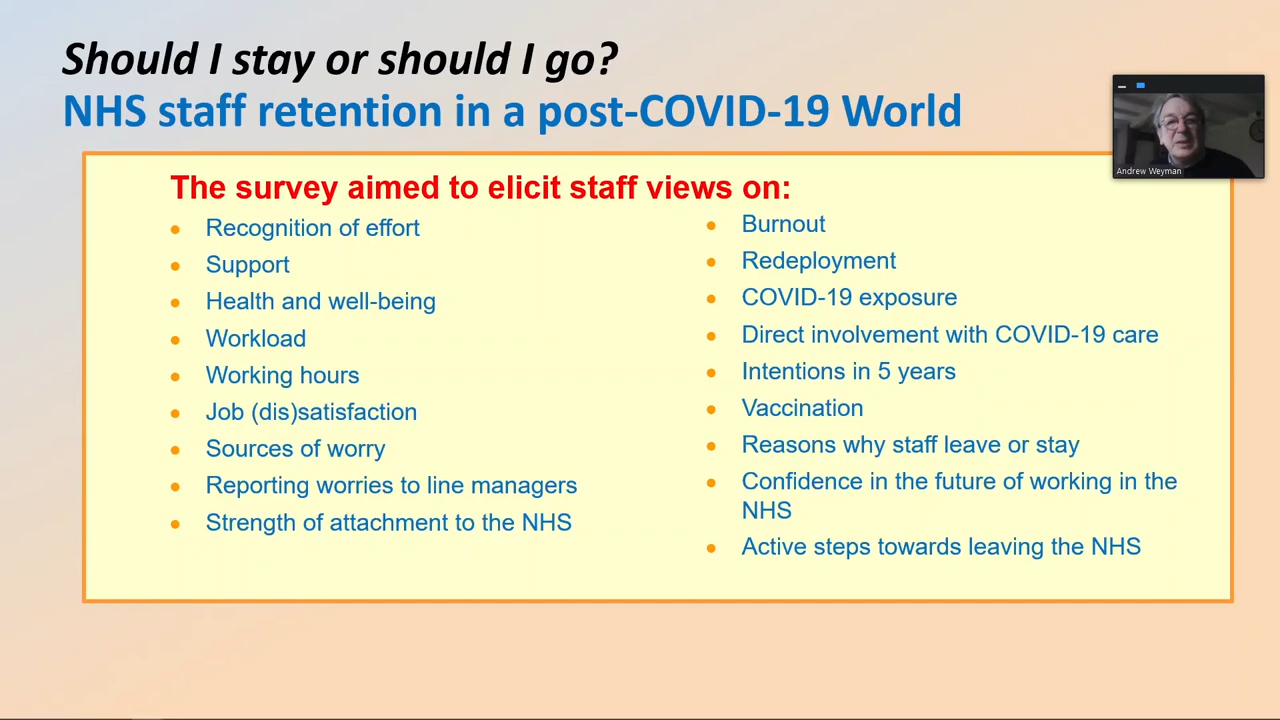 Should I stay or should I go?
NHS staff retention in a post-COVID-19 World
Andrew Weyman
The survey aimed to elicit staff views on:
Recognition of effort
Support
Health and well-being
Workload
Working hours
Job (dis)satisfaction
Sources of worry
Reporting worries to line managers
Strength of attachment to the NHS
Burnout
Redeployment
COVID-19 exposure
Direct involvement with COVID-19 care
Intentions in 5 years
Vaccination
Reasons why staff leave or stay
Confidence in the future of working in the
NHS
Active steps towards leaving the NHS